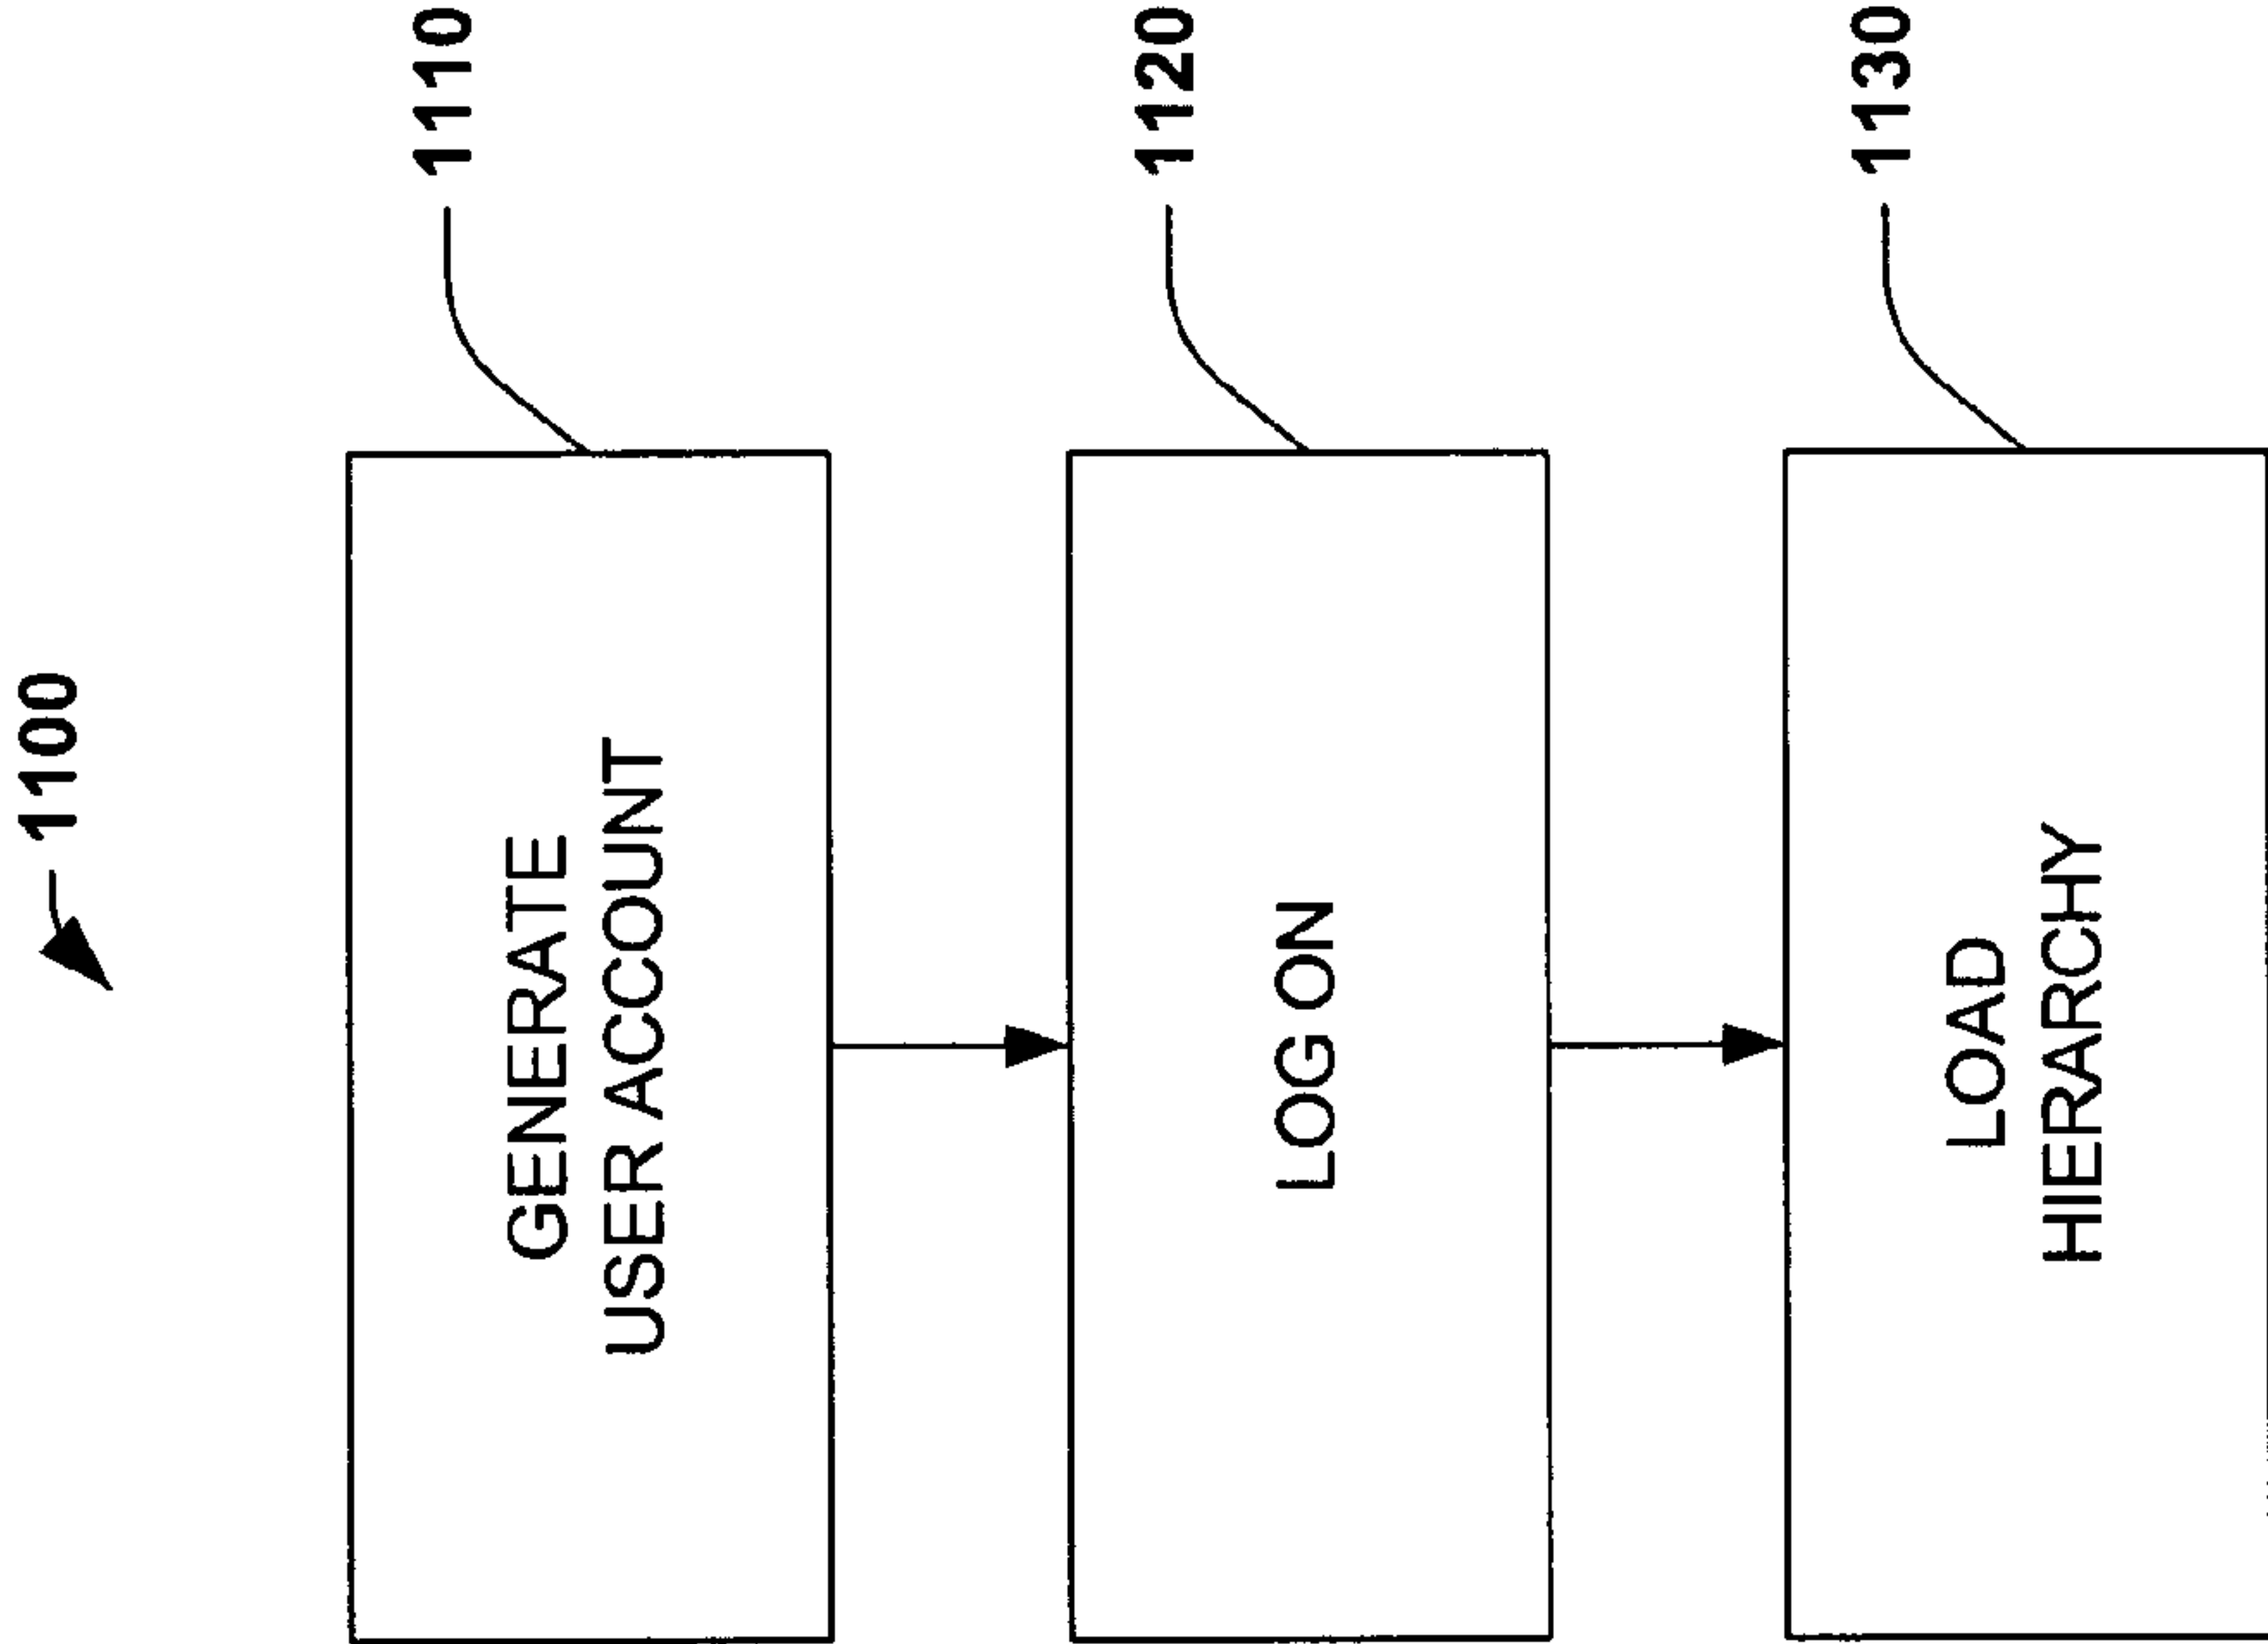 1100
GENERATE
USER ACCOUNT
1110
LOG ON
1120
LOAD
HIERARCHY
1130